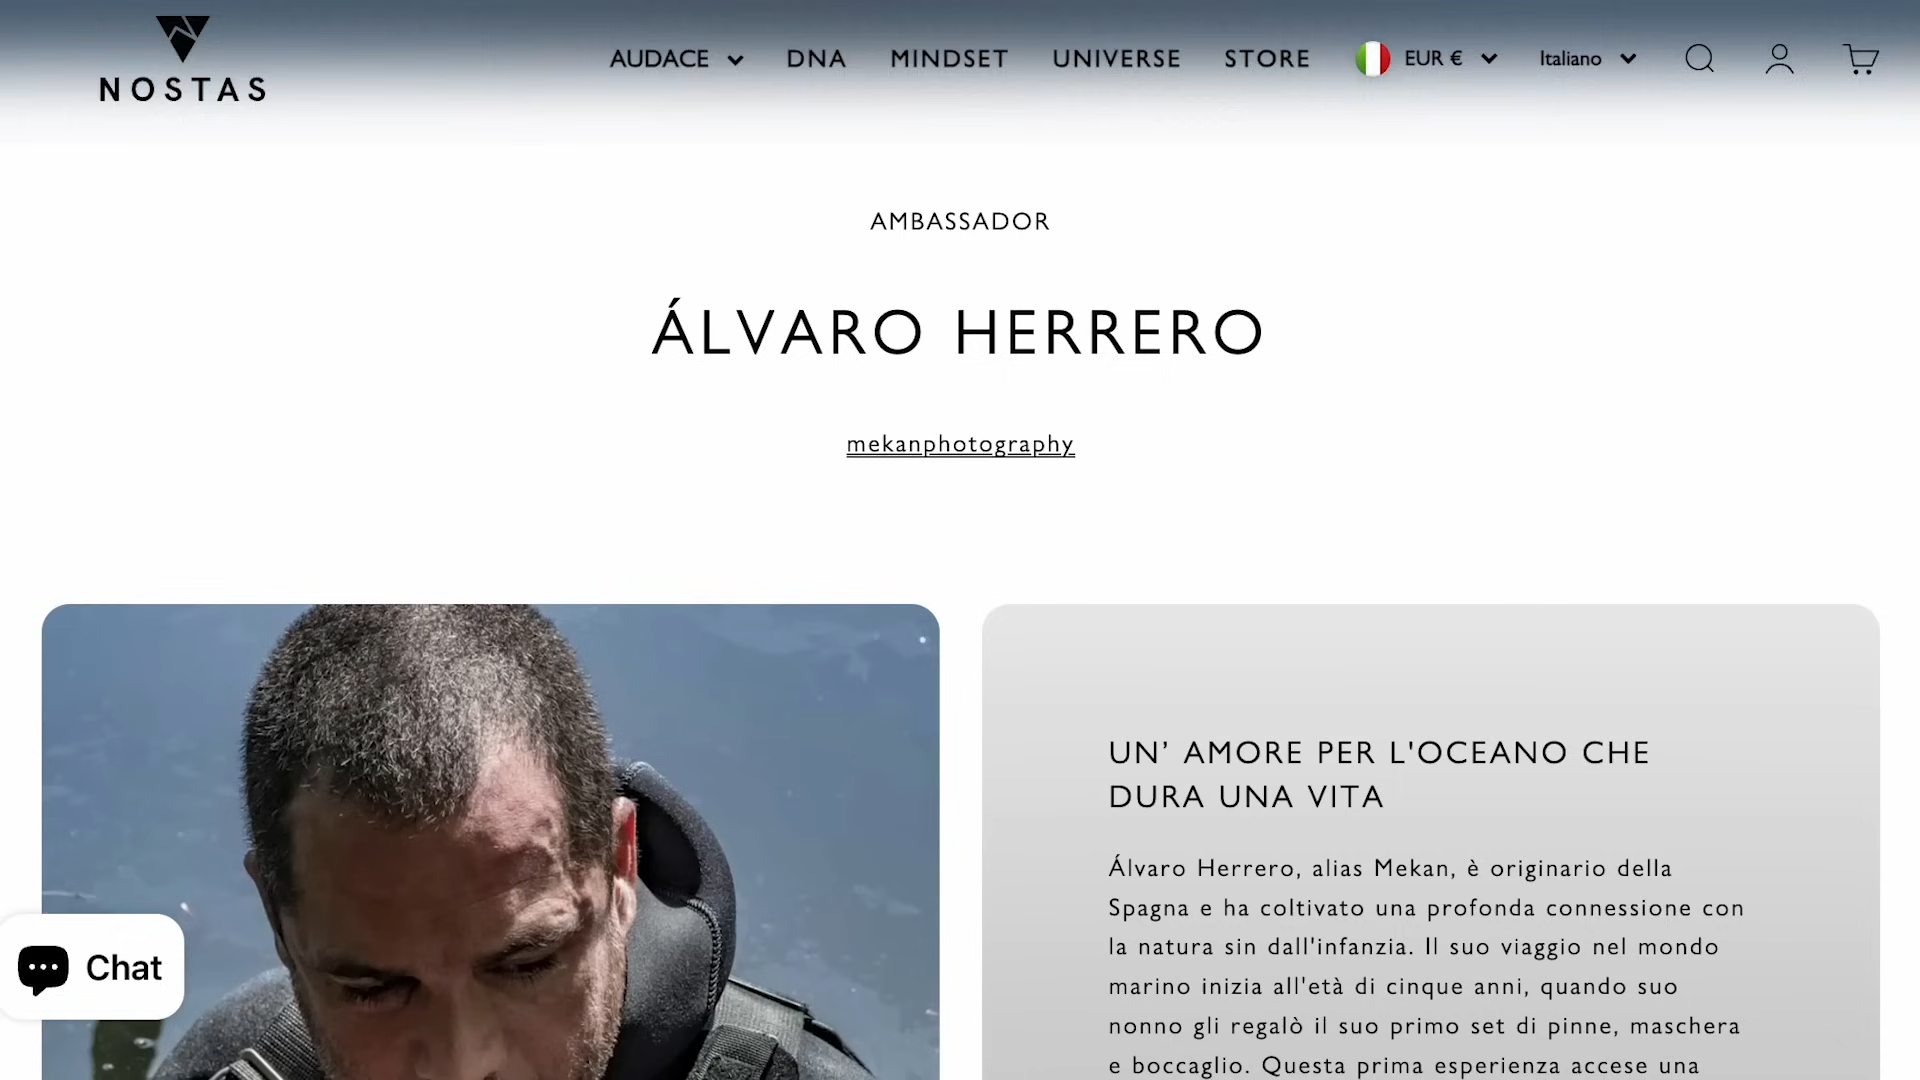 NOSTAS
AUDACE DNA MINDSET UNIVERSE STORE EUR € Italiano
AMBASSADOR
ÁLVARO HERRERO
mekanphotography
UN’ AMORE PER L'OCEANO CHE
DURA UNA VITA
Álvaro Herrero, alias Mekan, è originario della
Spagna e ha coltivato una profonda connessione con
la natura sin dall'infanzia. Il suo viaggio nel mondo
marino inizia all'età di cinque anni, quando suo
nonno gli regalò il suo primo set di pinne, maschera
e boccaglio. Questa prima esperienza accese una
Chat